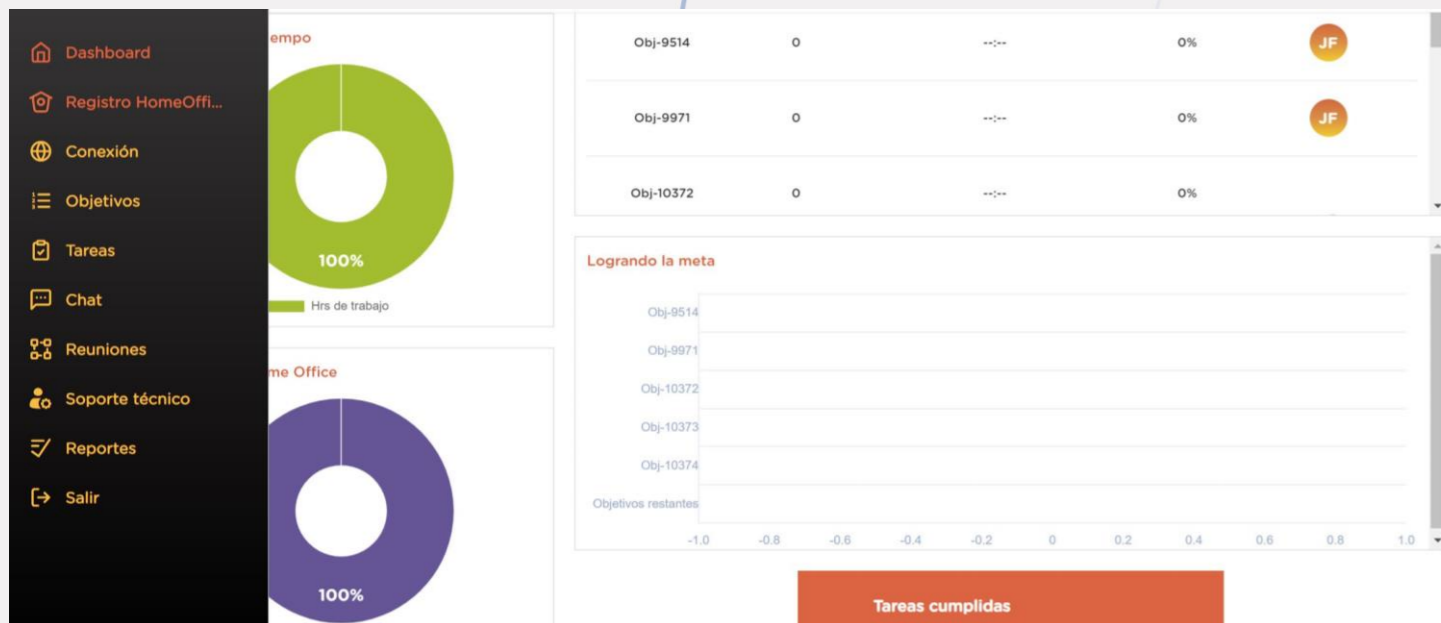 Dashboard
Registro HomeOffi...
Conexión
Objetivos
Tareas
Chat
Reuniones
Soporte técnico
Reportes
Salir
empo
100%
Hrs de trabajo
me Office
100%
Obj-9514 0 --:-- 0% JF
Obj-9971 0 --:-- 0% JF
Obj-10372 0 --:-- 0%
Logrando la meta
Obj-9514
Obj-9971
Obj-10372
Obj-10373
Obj-10374
Objetivos restantes
-1.0 -0.8 -0.6 -0.4 -0.2 0 0.2 0.4 0.6 0.8 1.0
Tareas cumplidas